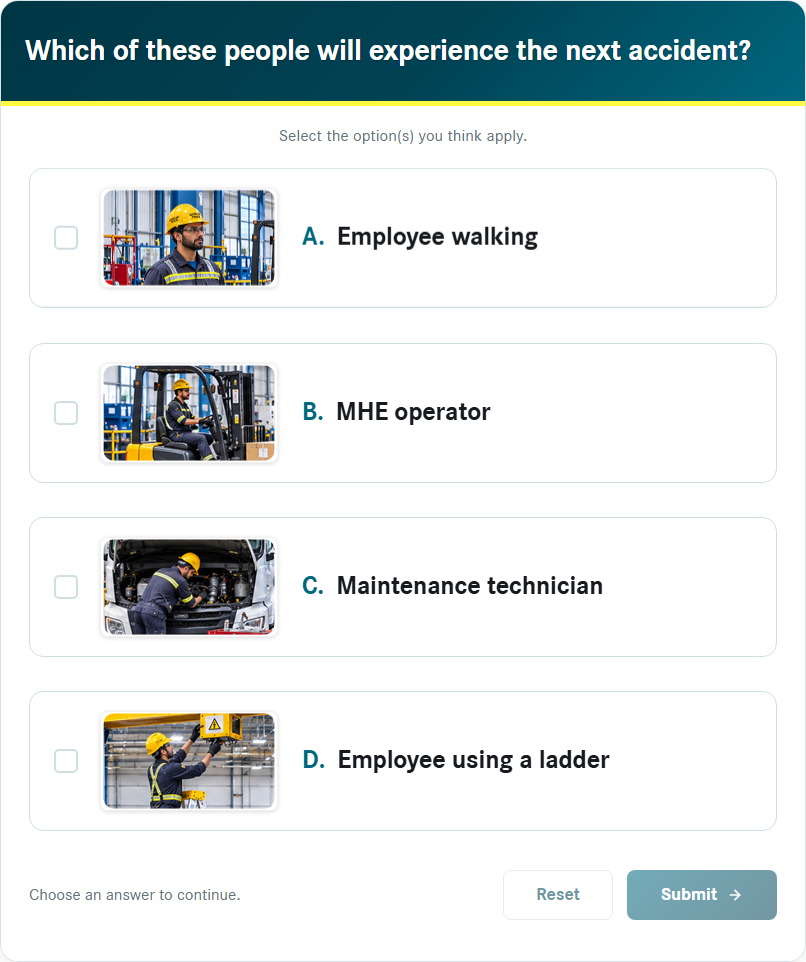 Which of these people will experience the next accident?
Select the option(s) you think apply.
A. Employee walking
B. MHE operator
C. Maintenance technician
D. Employee using a ladder
Choose an answer to continue.
Reset
Submit →